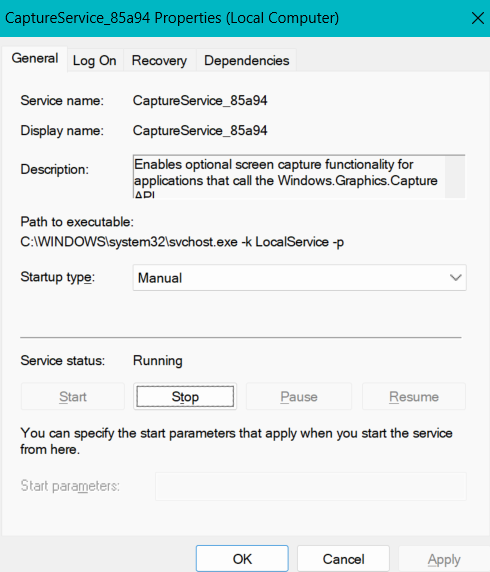 CaptureService_85a94 Properties (Local Computer)
General Log On Recovery Dependencies
Service name: CaptureService_85a94
Display name: CaptureService_85a94
Description: Enables optional screen capture functionality for
applications that call the Windows.Graphics.Capture
API.
Path to executable:
C:\WINDOWS\system32\svchost.exe -k LocalService -p
Startup type: Manual
Service status: Running
Start Stop Pause Resume
You can specify the start parameters that apply when you start the service
from here.
Start parameters:
OK Cancel Apply